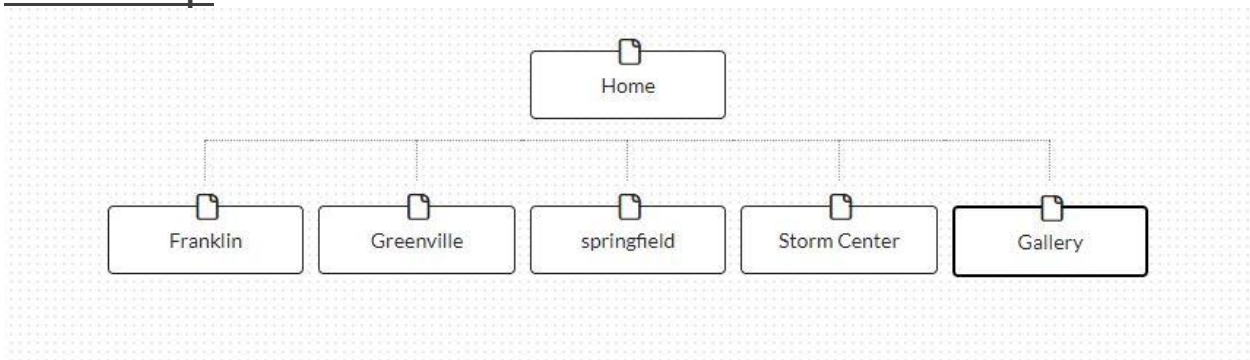 Home
Franklin
Greenville
springfield
Storm Center
Gallery